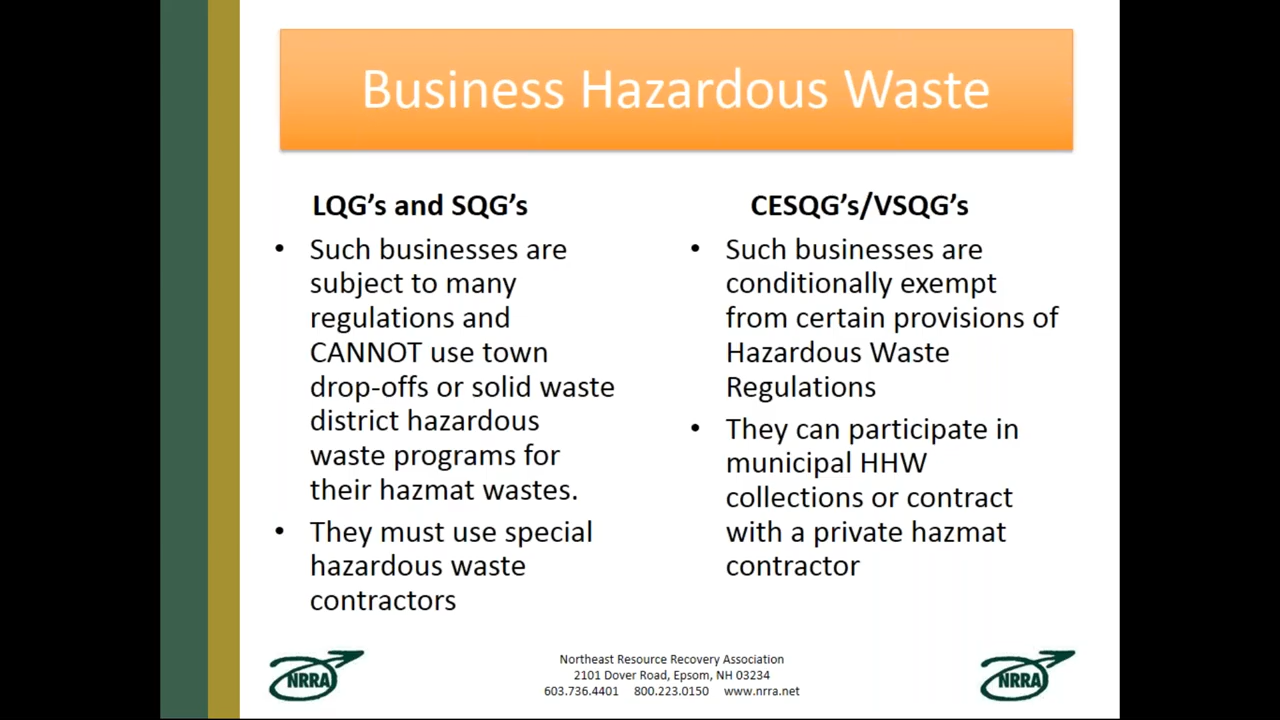 Business Hazardous Waste
LQG’s and SQG’s
• Such businesses are
subject to many
regulations and
CANNOT use town
drop-offs or solid waste
district hazardous
waste programs for
their hazmat wastes.
• They must use special
hazardous waste
contractors
CESQG’s/VSQG’s
• Such businesses are
conditionally exempt
from certain provisions of
Hazardous Waste
Regulations
• They can participate in
municipal HHW
collections or contract
with a private hazmat
contractor
NRRA
Northeast Resource Recovery Association
2101 Dover Road, Epsom, NH 03234
603.736.4401 800.223.0150 www.nrra.net
NRRA